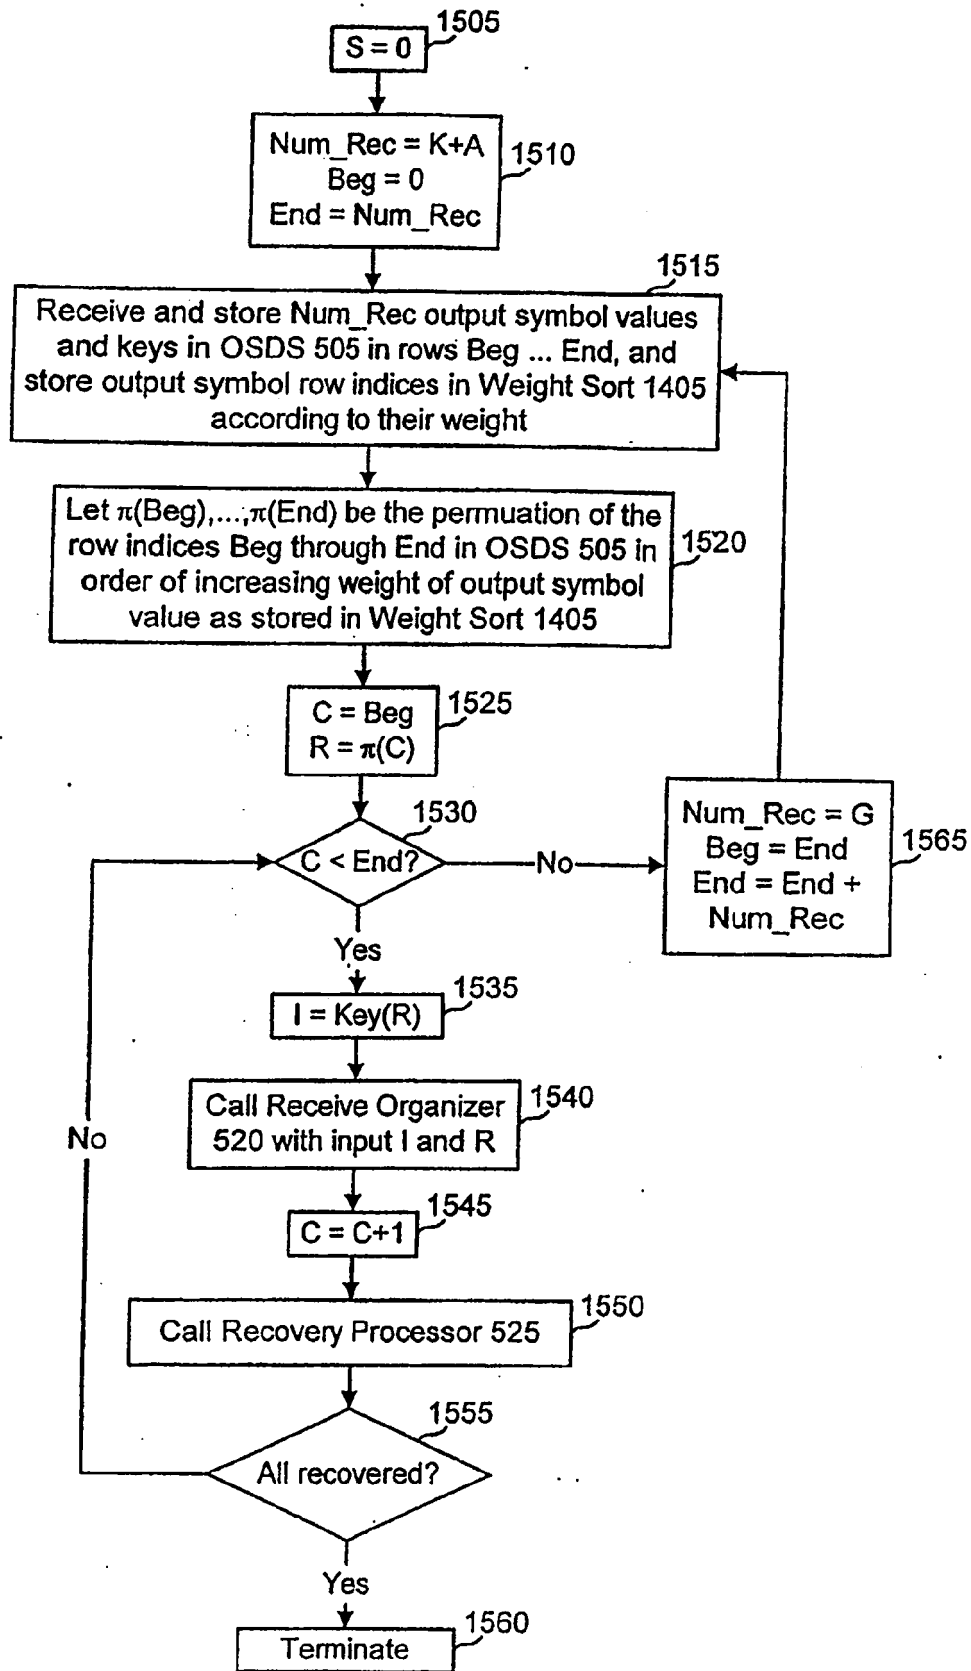 1505
S = 0
Num_Rec = K+A
Beg = 0
End = Num_Rec
1510
1515
Receive and store Num_Rec output symbol values
and keys in OSDS 505 in rows Beg ... End, and
store output symbol row indices in Weight Sort 1405
according to their weight
Let π(Beg),...,π(End) be the permuation of the
row indices Beg through End in OSDS 505 in
order of increasing weight of output symbol
value as stored in Weight Sort 1405
1520
C = Beg
R = π(C)
1525
1530
C < End?
No
Num_Rec = G
Beg = End
End = End +
Num_Rec
1565
Yes
1535
I = Key(R)
Call Receive Organizer
520 with input I and R
1540
No
1545
C = C+1
1550
Call Recovery Processor 525
1555
All recovered?
Yes
1560
Terminate